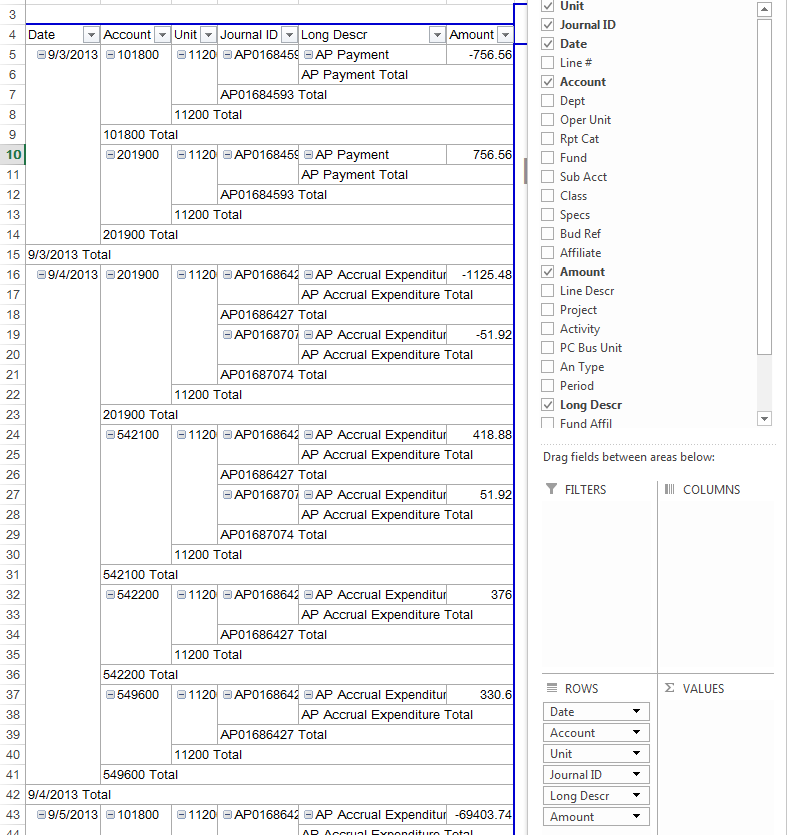 3
4 Date Account Unit Journal ID Long Descr Amount
5 9/3/2013 101800 1120 AP0168459 AP Payment -756.56
6 AP Payment Total
7 AP01684593 Total
8 11200 Total
9 101800 Total
10 201900 1120 AP0168459 AP Payment 756.56
11 AP Payment Total
12 AP01684593 Total
13 11200 Total
14 201900 Total
15 9/3/2013 Total
16 9/4/2013 201900 1120 AP0168642 AP Accrual Expenditur -1125.48
17 AP Accrual Expenditure Total
18 AP01686427 Total
19 AP0168707 AP Accrual Expenditur -51.92
20 AP Accrual Expenditure Total
21 AP01687074 Total
22 11200 Total
23 201900 Total
24 542100 1120 AP0168642 AP Accrual Expenditur 418.88
25 AP Accrual Expenditure Total
26 AP01686427 Total
27 AP0168707 AP Accrual Expenditur 51.92
28 AP Accrual Expenditure Total
29 AP01687074 Total
30 11200 Total
31 542100 Total
32 542200 1120 AP0168642 AP Accrual Expenditur 376
33 AP Accrual Expenditure Total
34 AP01686427 Total
35 11200 Total
36 542200 Total
37 549600 1120 AP0168642 AP Accrual Expenditur 330.6
38 AP Accrual Expenditure Total
39 AP01686427 Total
40 11200 Total
41 549600 Total
42 9/4/2013 Total
43 9/5/2013 101800 1120 AP0168642 AP Accrual Expenditur -69403.74
44 AP Accrual Expenditure Total
Unit
Journal ID
Date
Line #
Account
Dept
Oper Unit
Rpt Cat
Fund
Sub Acct
Class
Specs
Bud Ref
Affiliate
Amount
Line Descr
Project
Activity
PC Bus Unit
An Type
Period
Long Descr
Fund Affil
Drag fields between areas below:
FILTERS COLUMNS
ROWS Σ VALUES
Date
Account
Unit
Journal ID
Long Descr
Amount